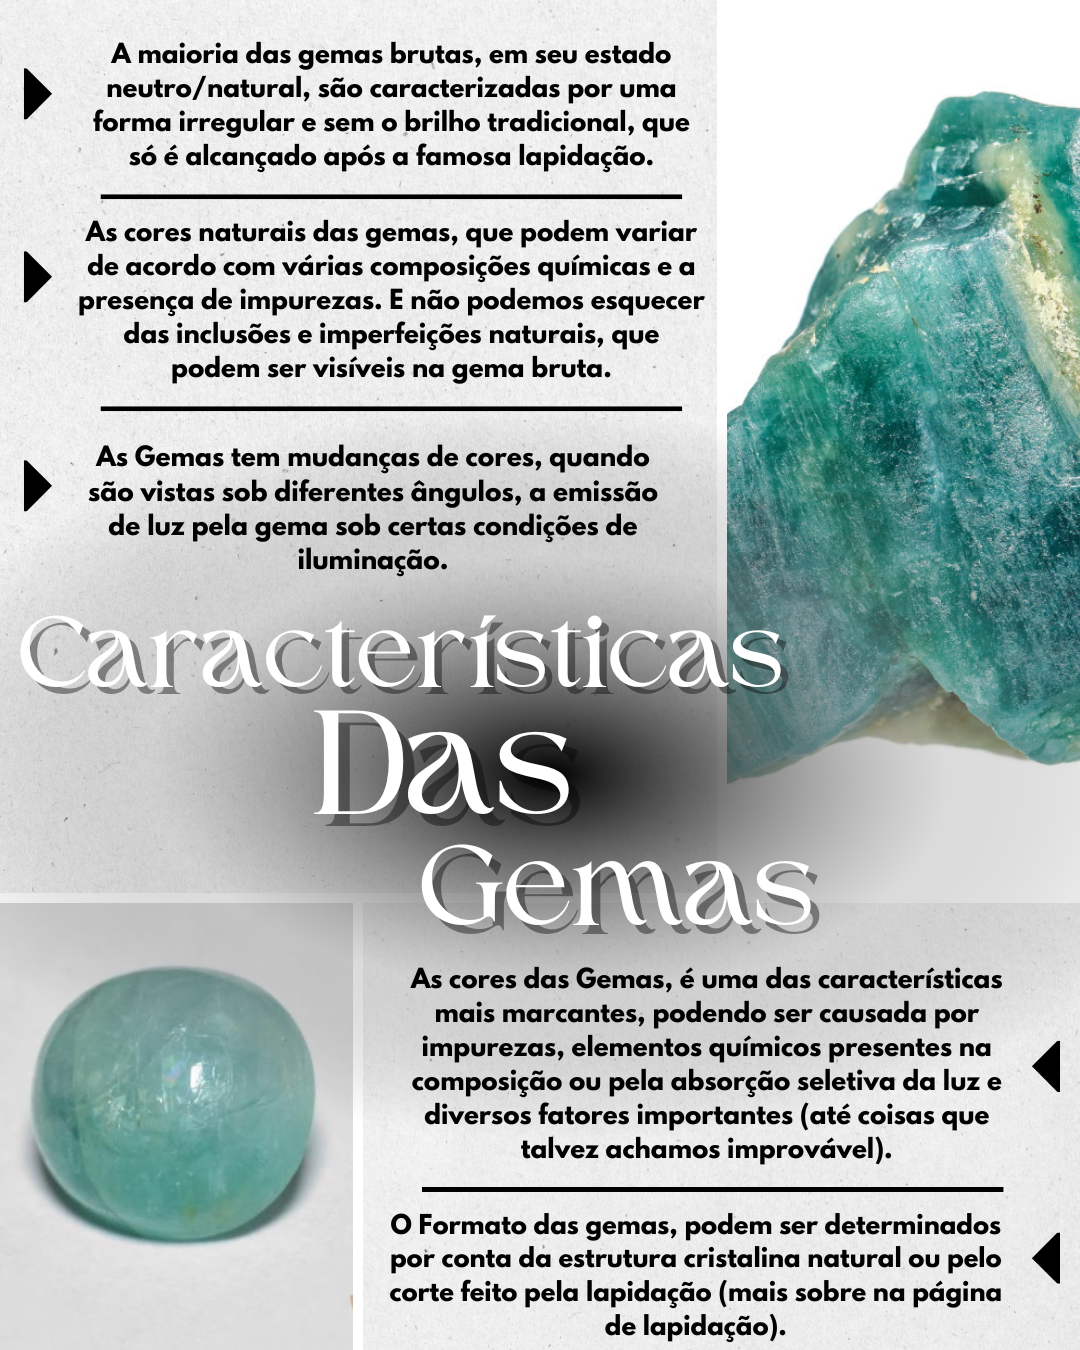 A maioria das gemas brutas, em seu estado
neutro/natural, são caracterizadas por uma
forma irregular e sem o brilho tradicional, que
só é alcançado após a famosa lapidação.
As cores naturais das gemas, que podem variar
de acordo com várias composições químicas e a
presença de impurezas. E não podemos esquecer
das inclusões e imperfeições naturais, que
podem ser visíveis na gema bruta.
As Gemas tem mudanças de cores, quando
são vistas sob diferentes ângulos, a emissão
de luz pela gema sob certas condições de
iluminação.
Características
Das
Gemas
As cores das Gemas, é uma das características
mais marcantes, podendo ser causada por
impurezas, elementos químicos presentes na
composição ou pela absorção seletiva da luz e
diversos fatores importantes (até coisas que
talvez achamos improvável).
O Formato das gemas, podem ser determinados
por conta da estrutura cristalina natural ou pelo
corte feito pela lapidação (mais sobre na página
de lapidação).